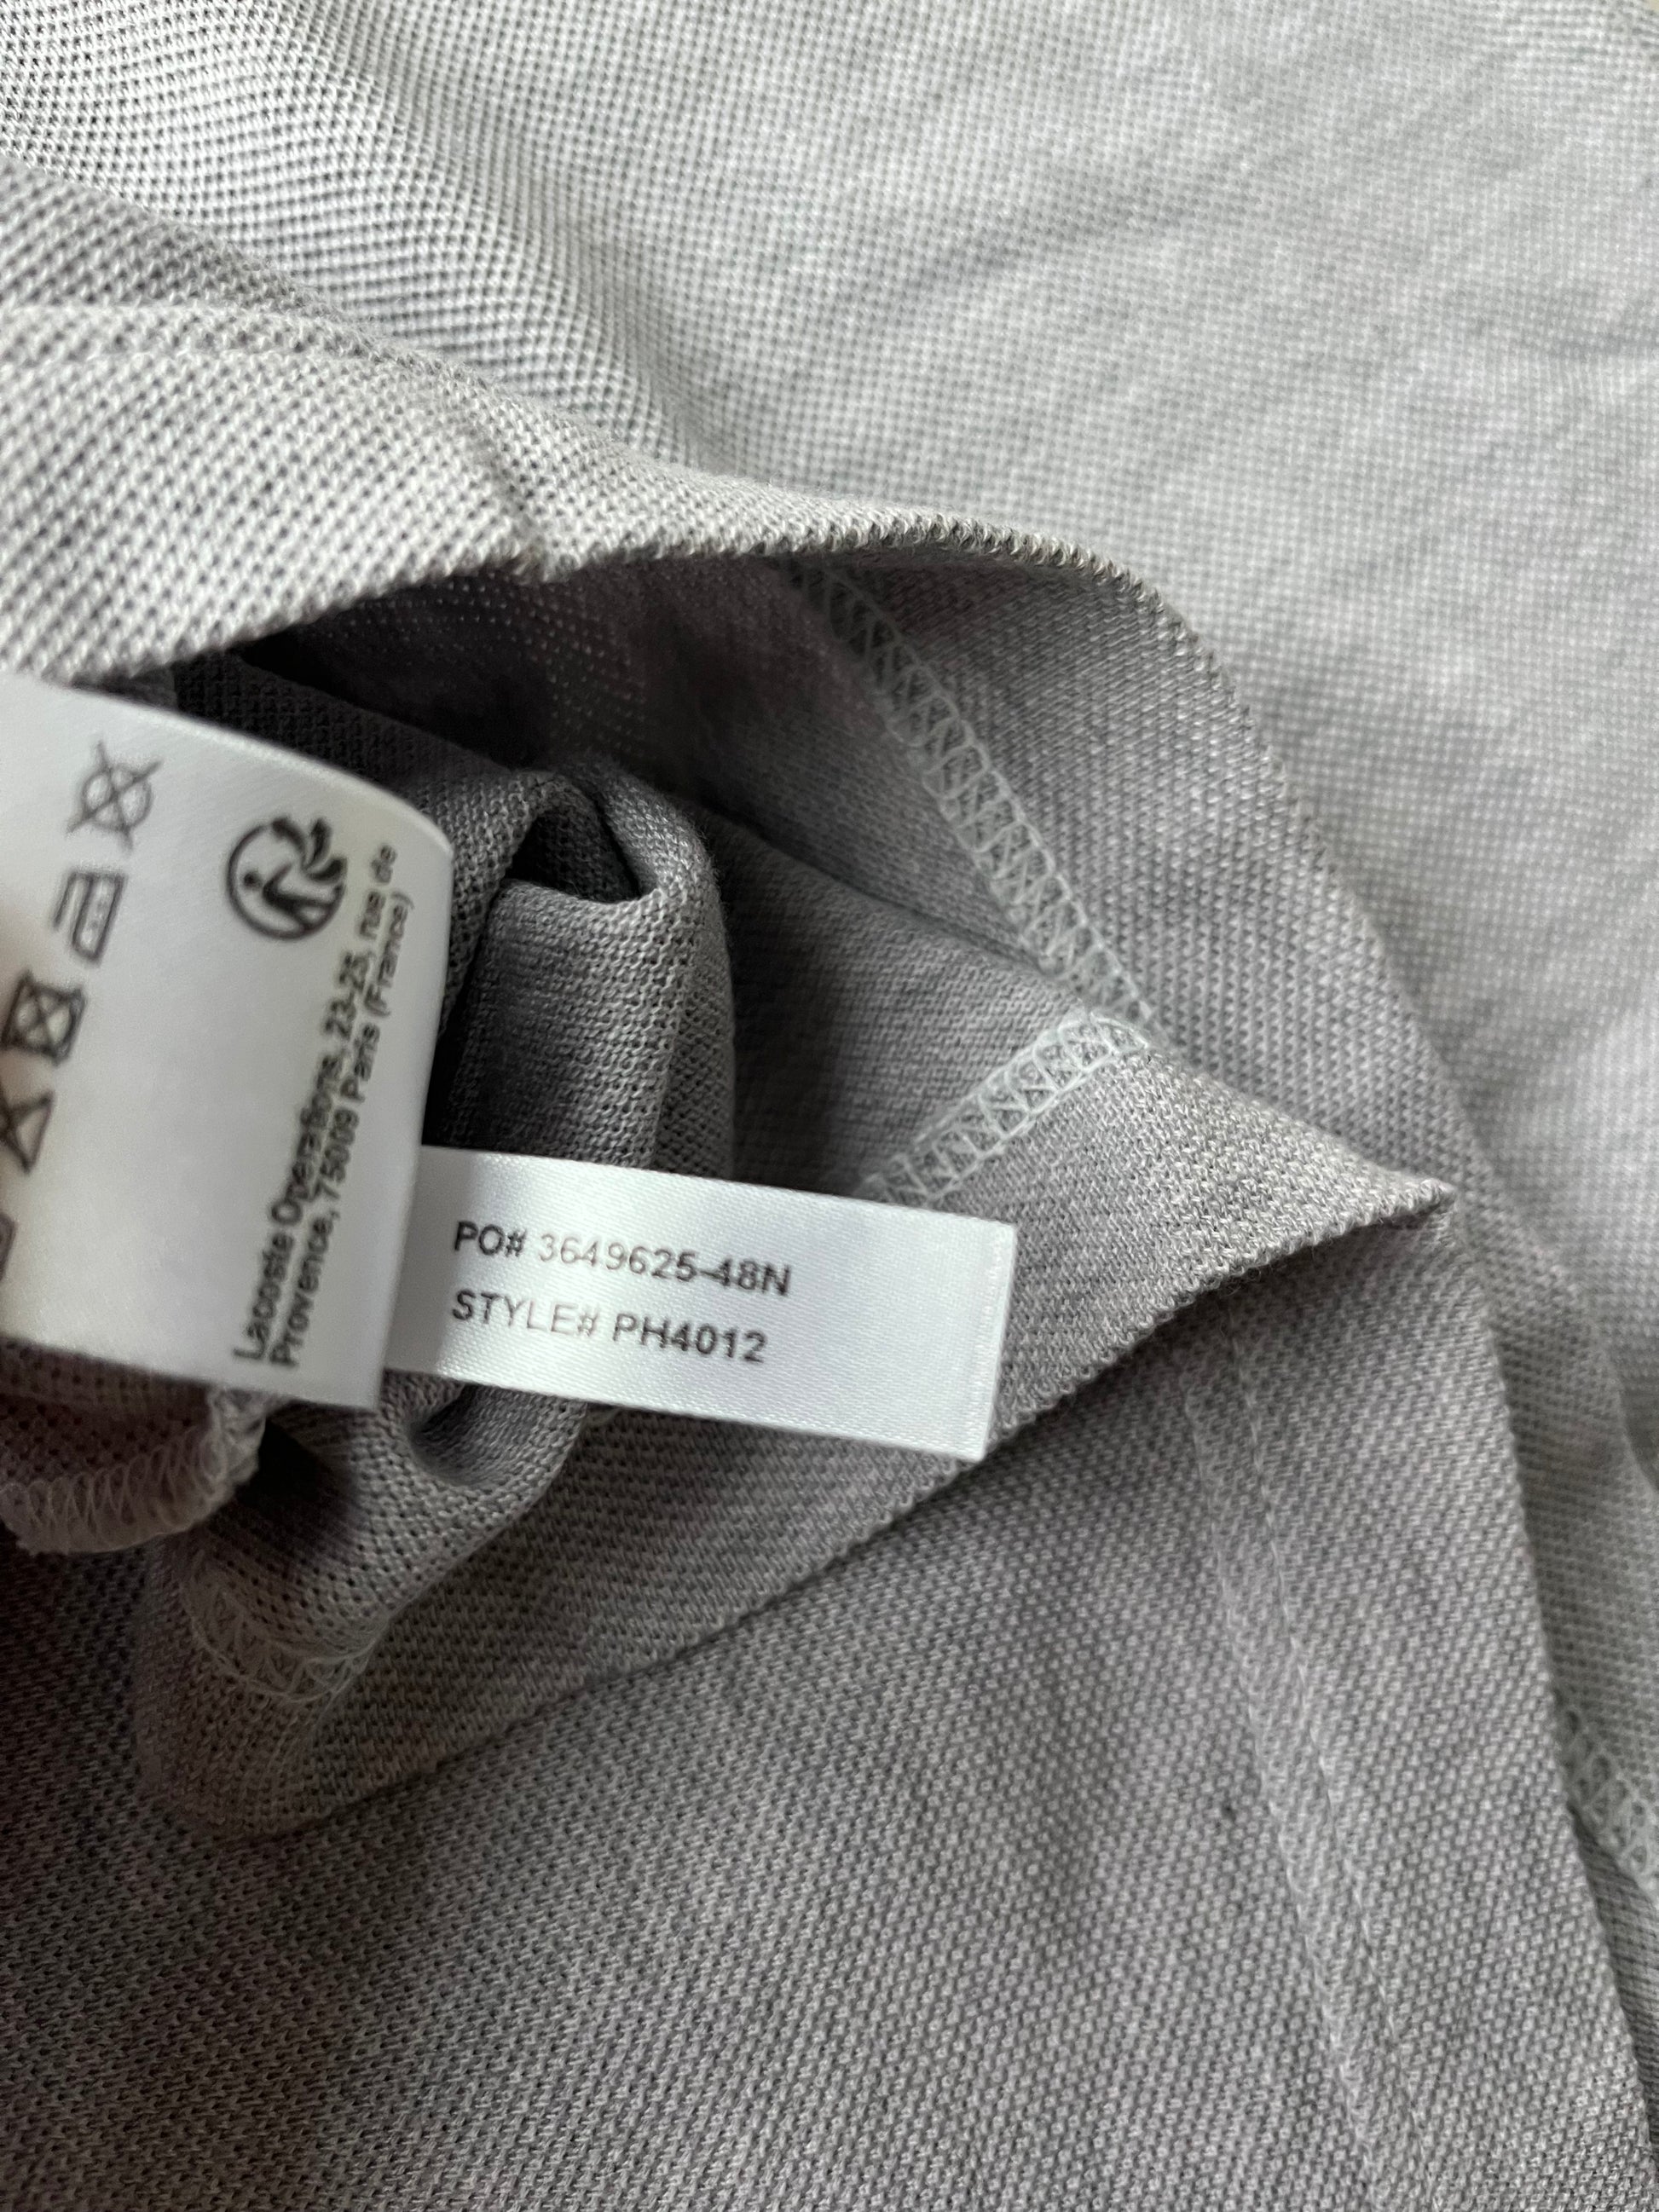 Lacoste Operations, 23-25, rue de
Provence, 75009 Paris (France)
PO# 3649625-48N
STYLE# PH4012